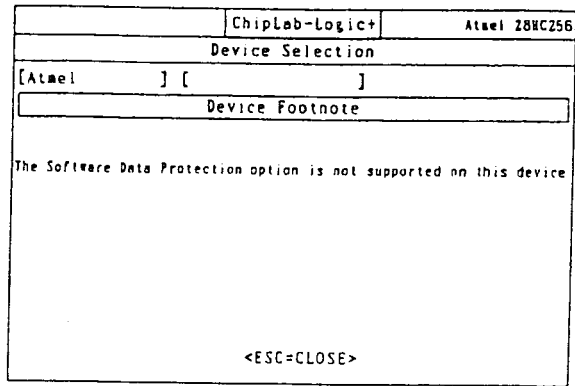 ChipLab-Logic+ Atmel 28HC256
Device Selection
[Atmel ] [ ]
Device Footnote
The Software Data Protection option is not supported on this device
<ESC=CLOSE>